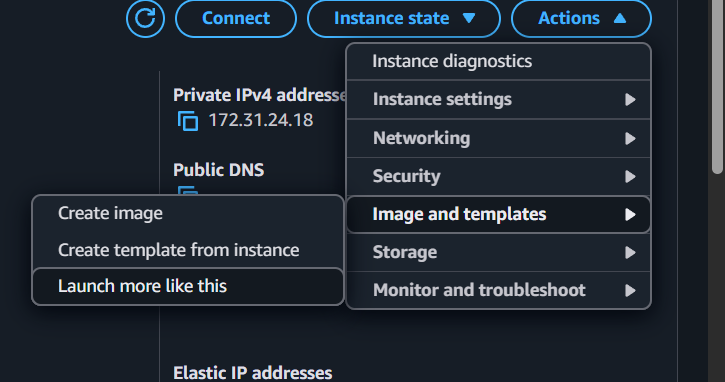 Connect
Instance state
Actions
Instance diagnostics
Private IPv4 addresse
Instance settings
172.31.24.18
Networking
Public DNS
Security
Create image
Image and templates
Create template from instance
Storage
Launch more like this
Monitor and troubleshoot
Elastic IP addresses